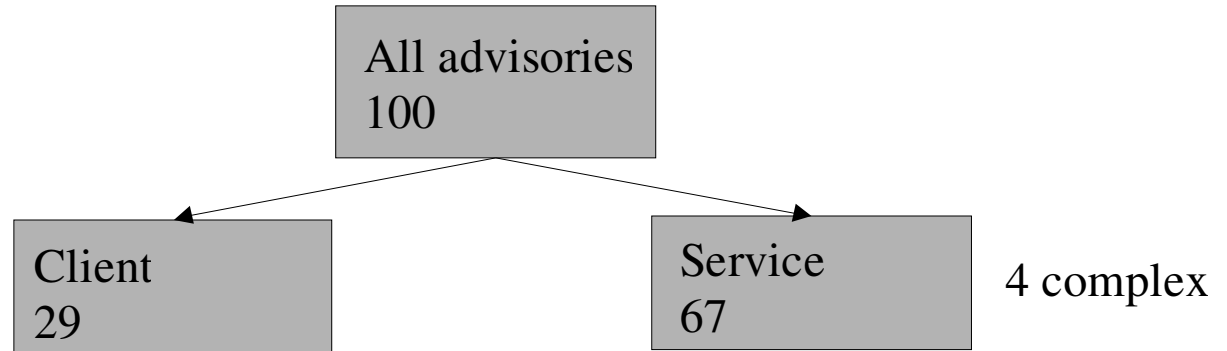 All advisories
100
Client
29
Service
67
4 complex